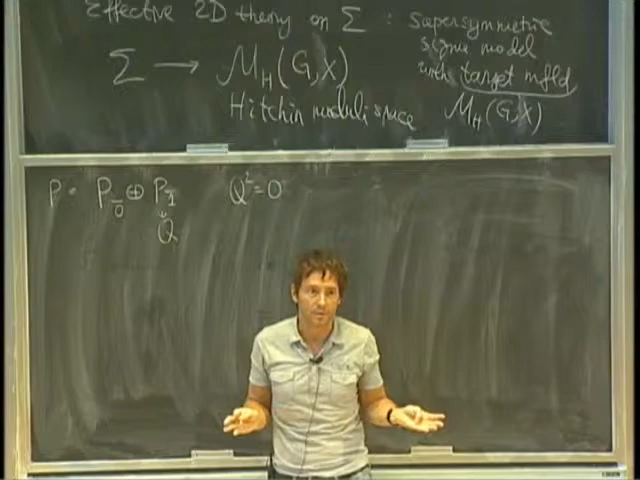 Effective 2D theory on Σ : supersymmetric
sigma model
Σ → M_H(G,X) with target mfld
Hitchin moduli space M_H(G,X)
P = P_0̄ ⊕ P_1̄ Q² = 0
Q